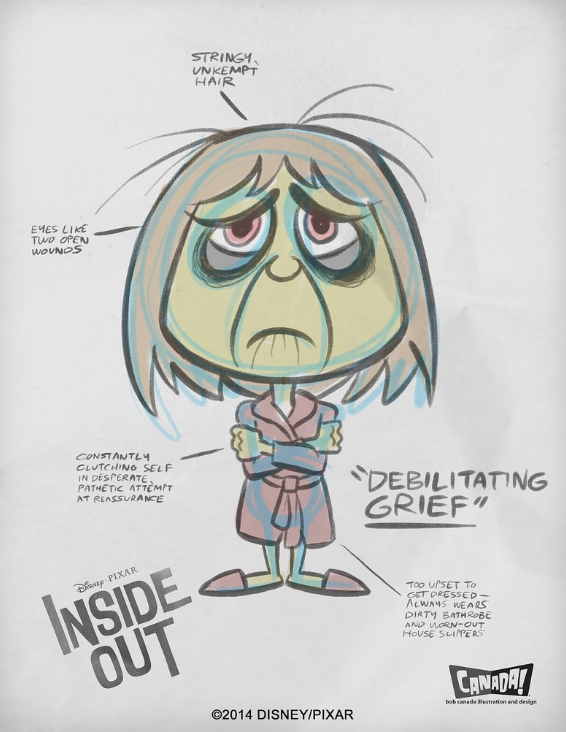 STRINGY,
UNKEMPT
HAIR
EYES LIKE
TWO OPEN
WOUNDS
CONSTANTLY
CLUTCHING SELF
IN DESPERATE,
PATHETIC ATTEMPT
AT REASSURANCE
"DEBILITATING
GRIEF"
TOO UPSET TO
GET DRESSED—
ALWAYS WEARS
DIRTY BATHROBE
AND WORN-OUT
HOUSE SLIPPERS
DISNEY·PIXAR
INSIDE
OUT
CANADA!
bob canada illustration and design
©2014 DISNEY/PIXAR